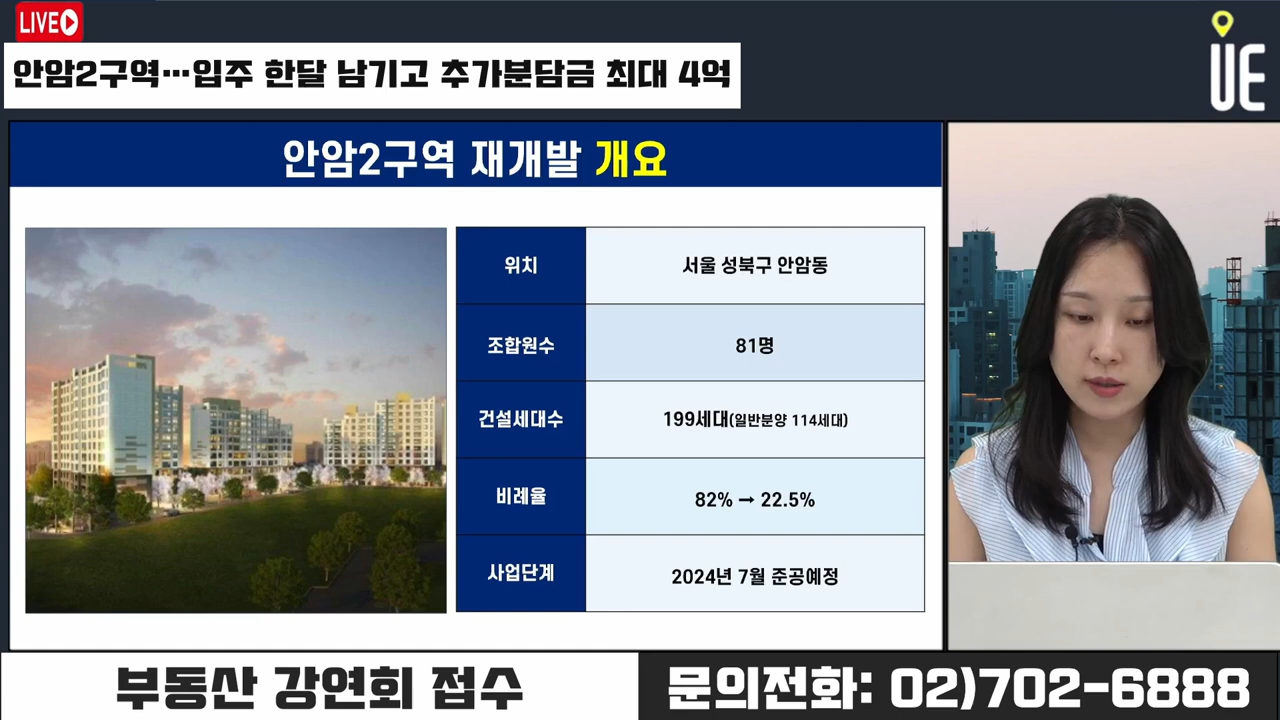 LIVE
안암2구역…입주 한달 남기고 추가분담금 최대 4억
UE
안암2구역 재개발 개요
위치
서울 성북구 안암동
조합원수
81명
건설세대수
199세대(일반분양 114세대)
비례율
82% → 22.5%
사업단계
2024년 7월 준공예정
부동산 강연회 접수
문의전화: 02)702-6888